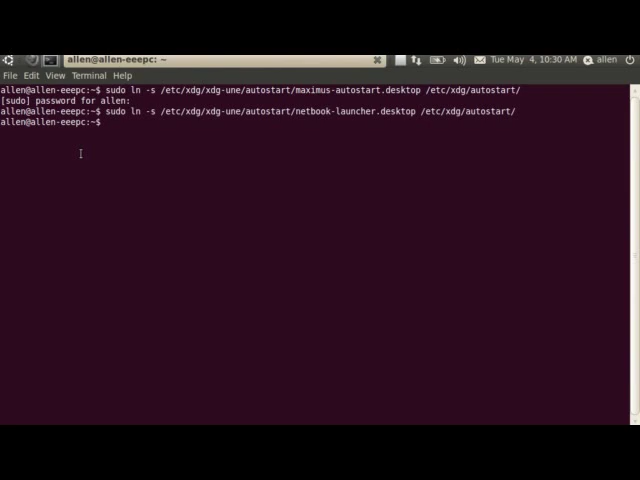 allen@allen-eeepc: ~
Tue May 4, 10:30 AM
allen
File Edit View Terminal Help
allen@allen-eeepc:~$ sudo ln -s /etc/xdg/xdg-une/autostart/maximus-autostart.desktop /etc/xdg/autostart/
[sudo] password for allen:
allen@allen-eeepc:~$ sudo ln -s /etc/xdg/xdg-une/autostart/netbook-launcher.desktop /etc/xdg/autostart/
allen@allen-eeepc:~$